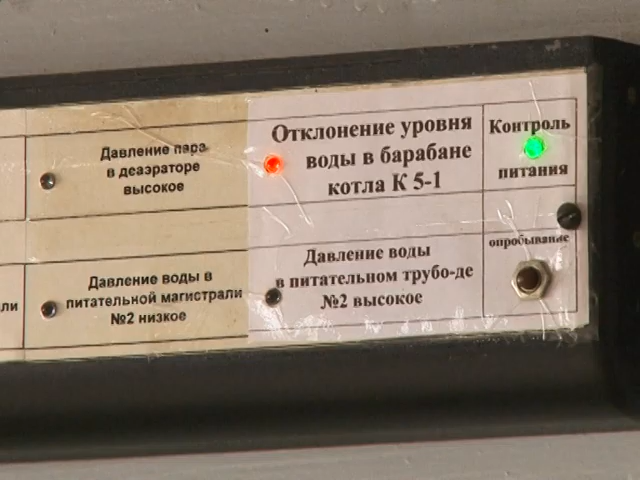 Давление пара
в деаэраторе
высокое
Отклонение уровня
воды в барабане
котла К 5-1
Контроль
питания
ли
Давление воды в
питательной магистрали
№2 низкое
Давление воды
в питательном трубо-де
№2 высокое
опробывание